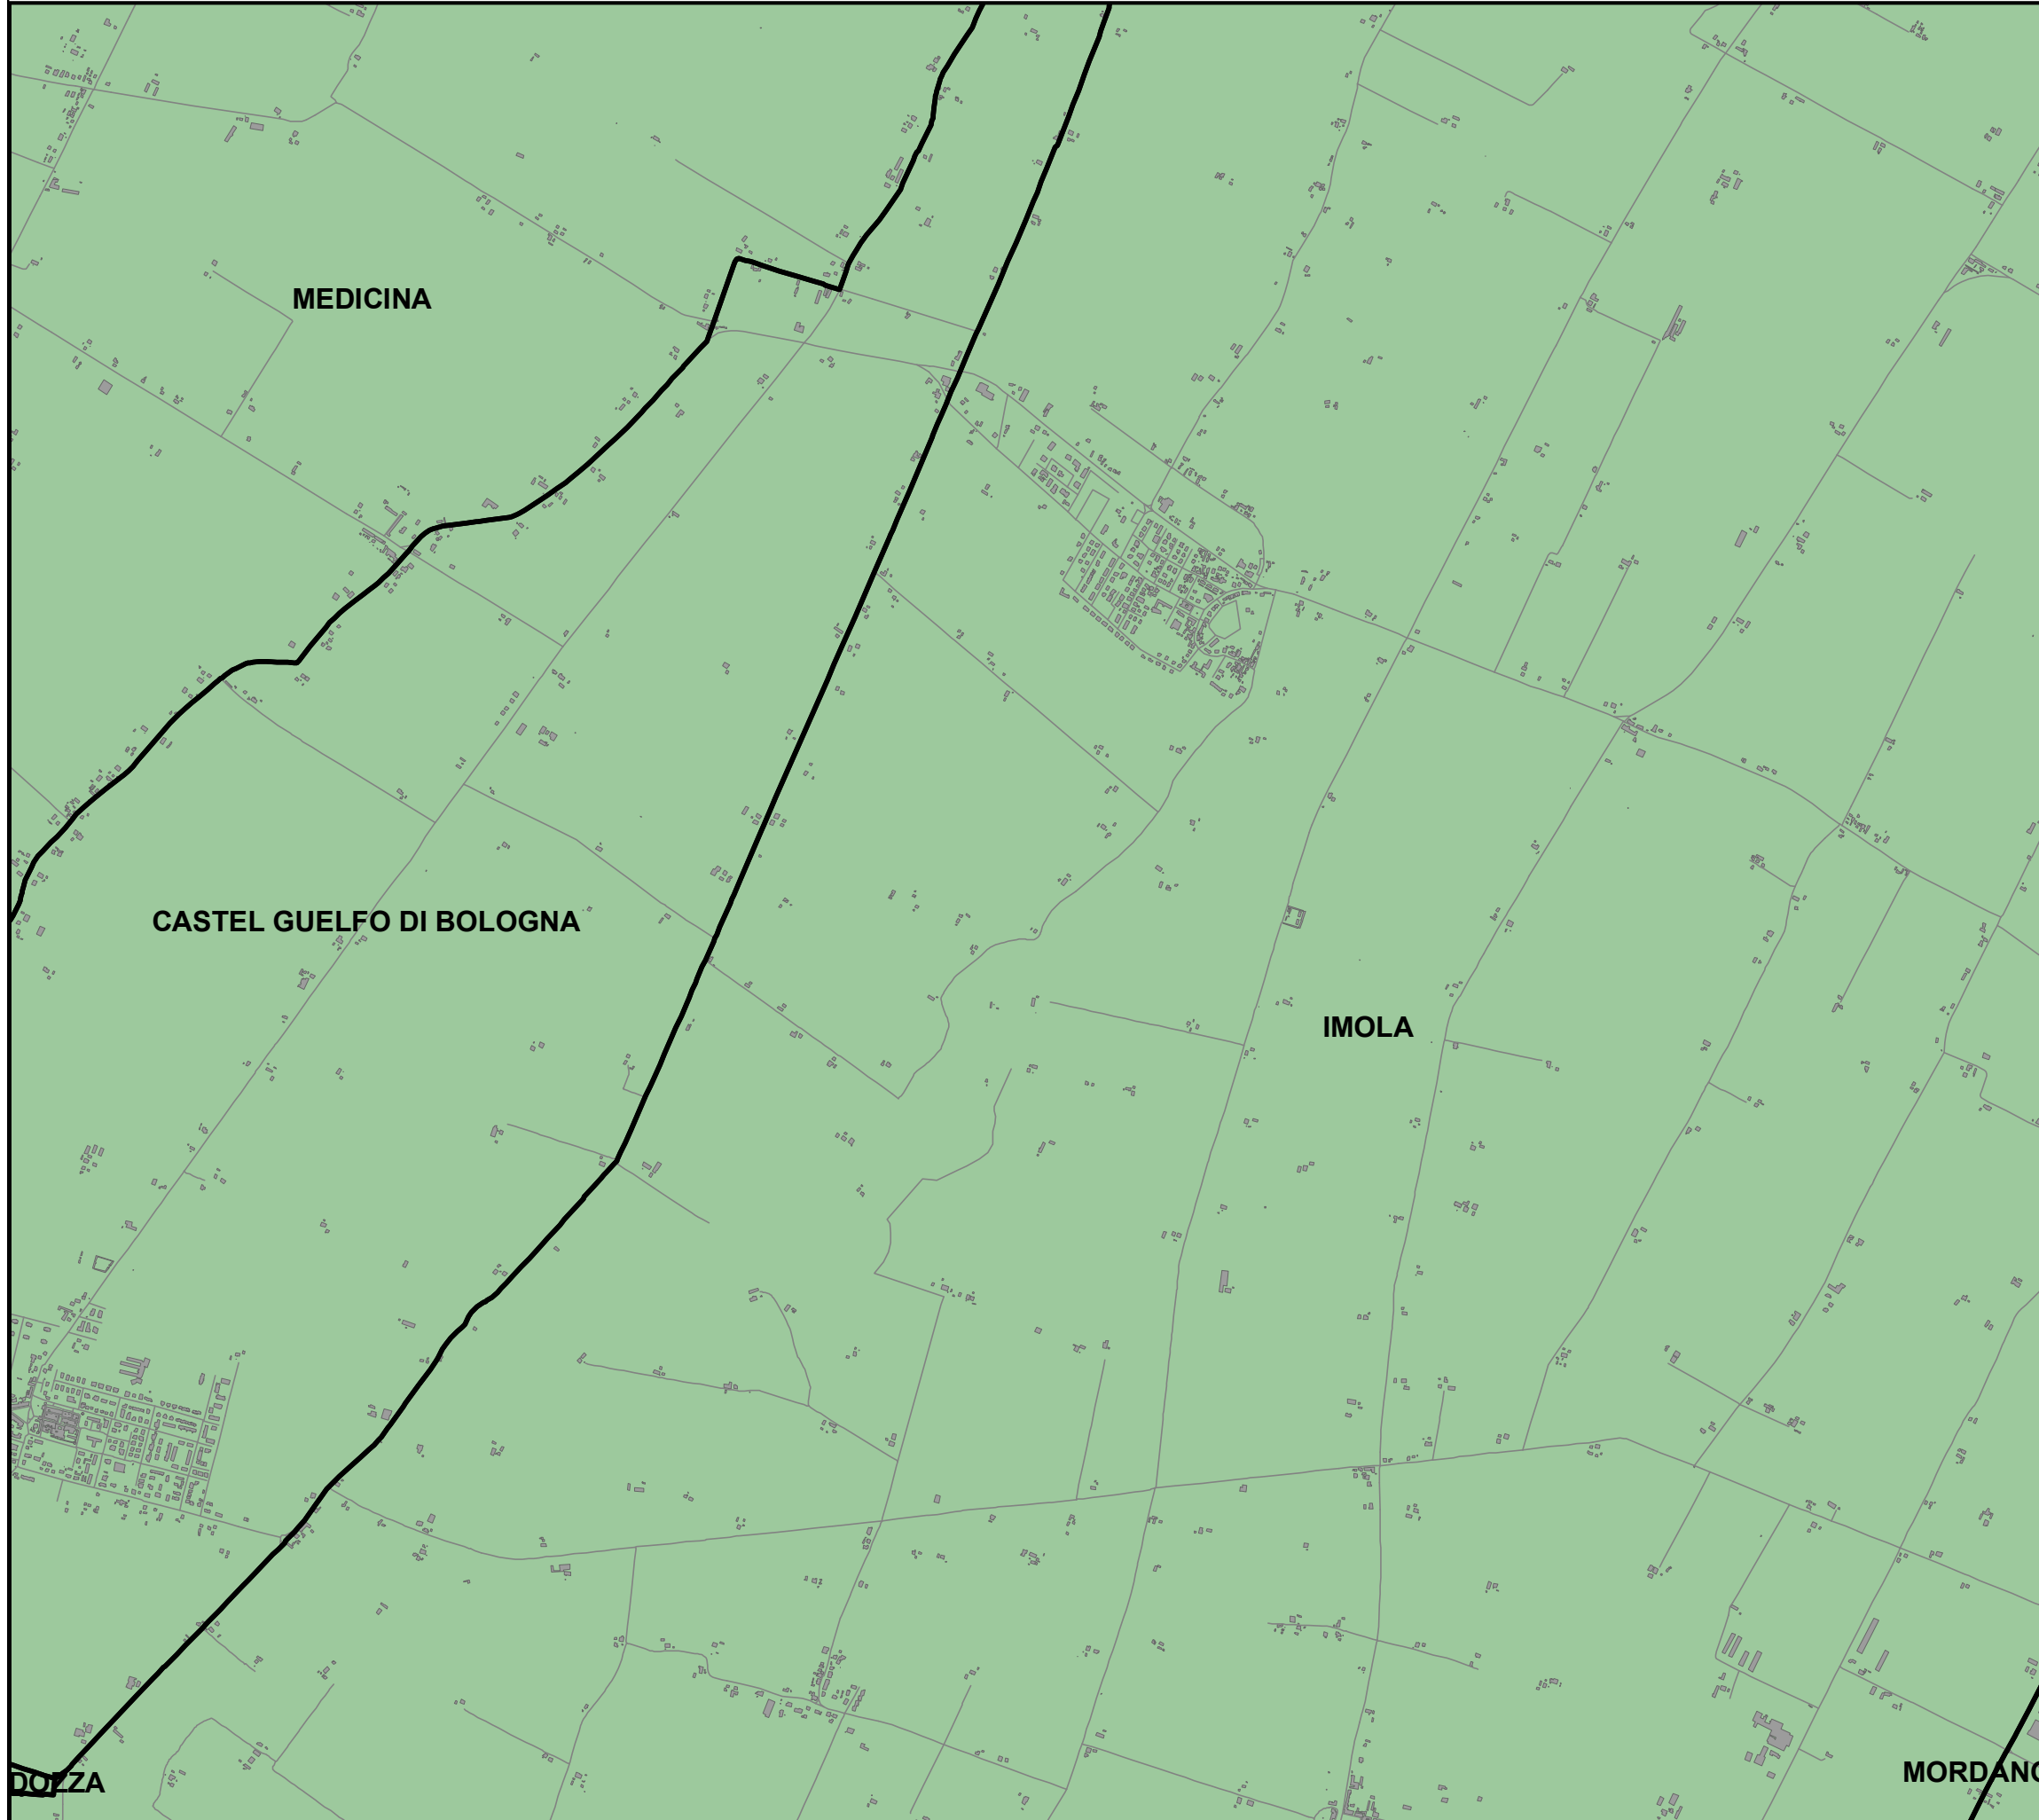 MEDICINA
CASTEL GUELFO DI BOLOGNA
IMOLA
DOZZA
MORDANO